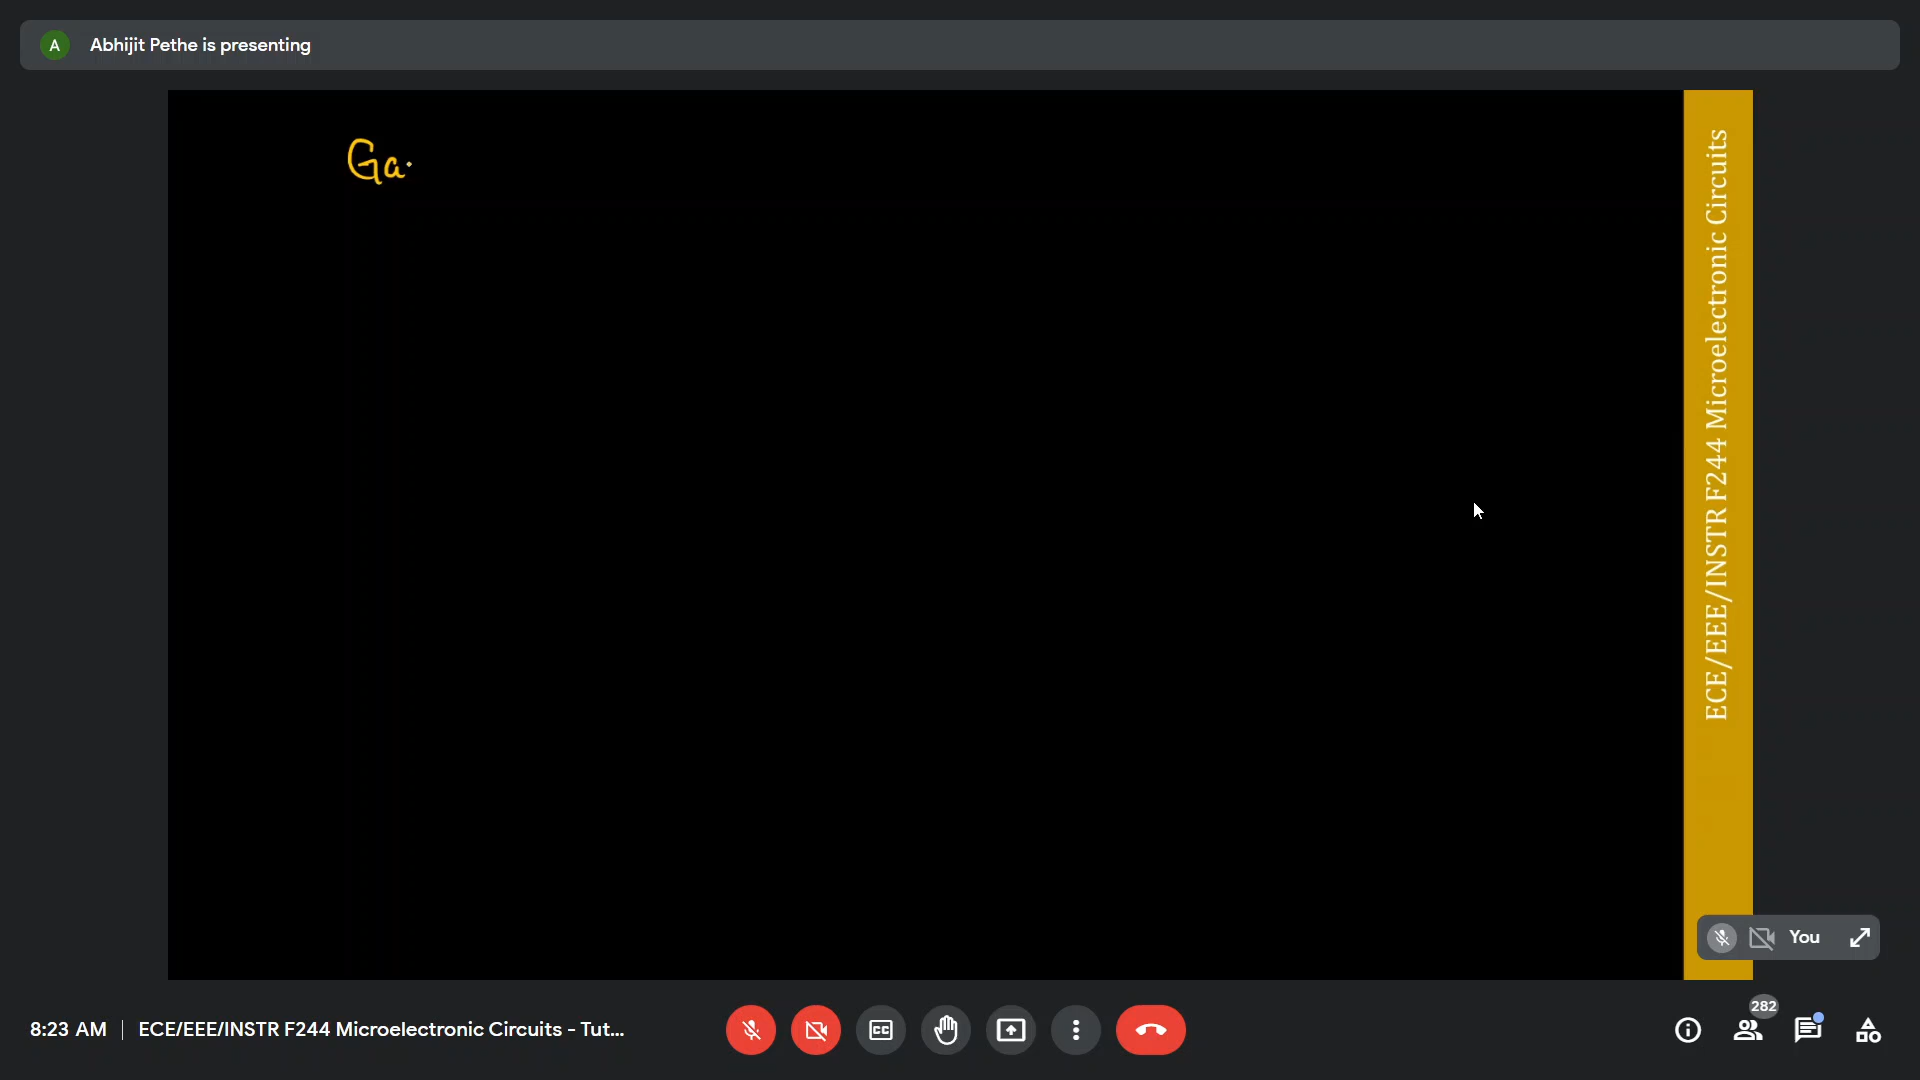 A Abhijit Pethe is presenting
Ga
ECE/EEE/INSTR F244 Microelectronic Circuits
You
8:23 AM | ECE/EEE/INSTR F244 Microelectronic Circuits - Tut...
CC
282